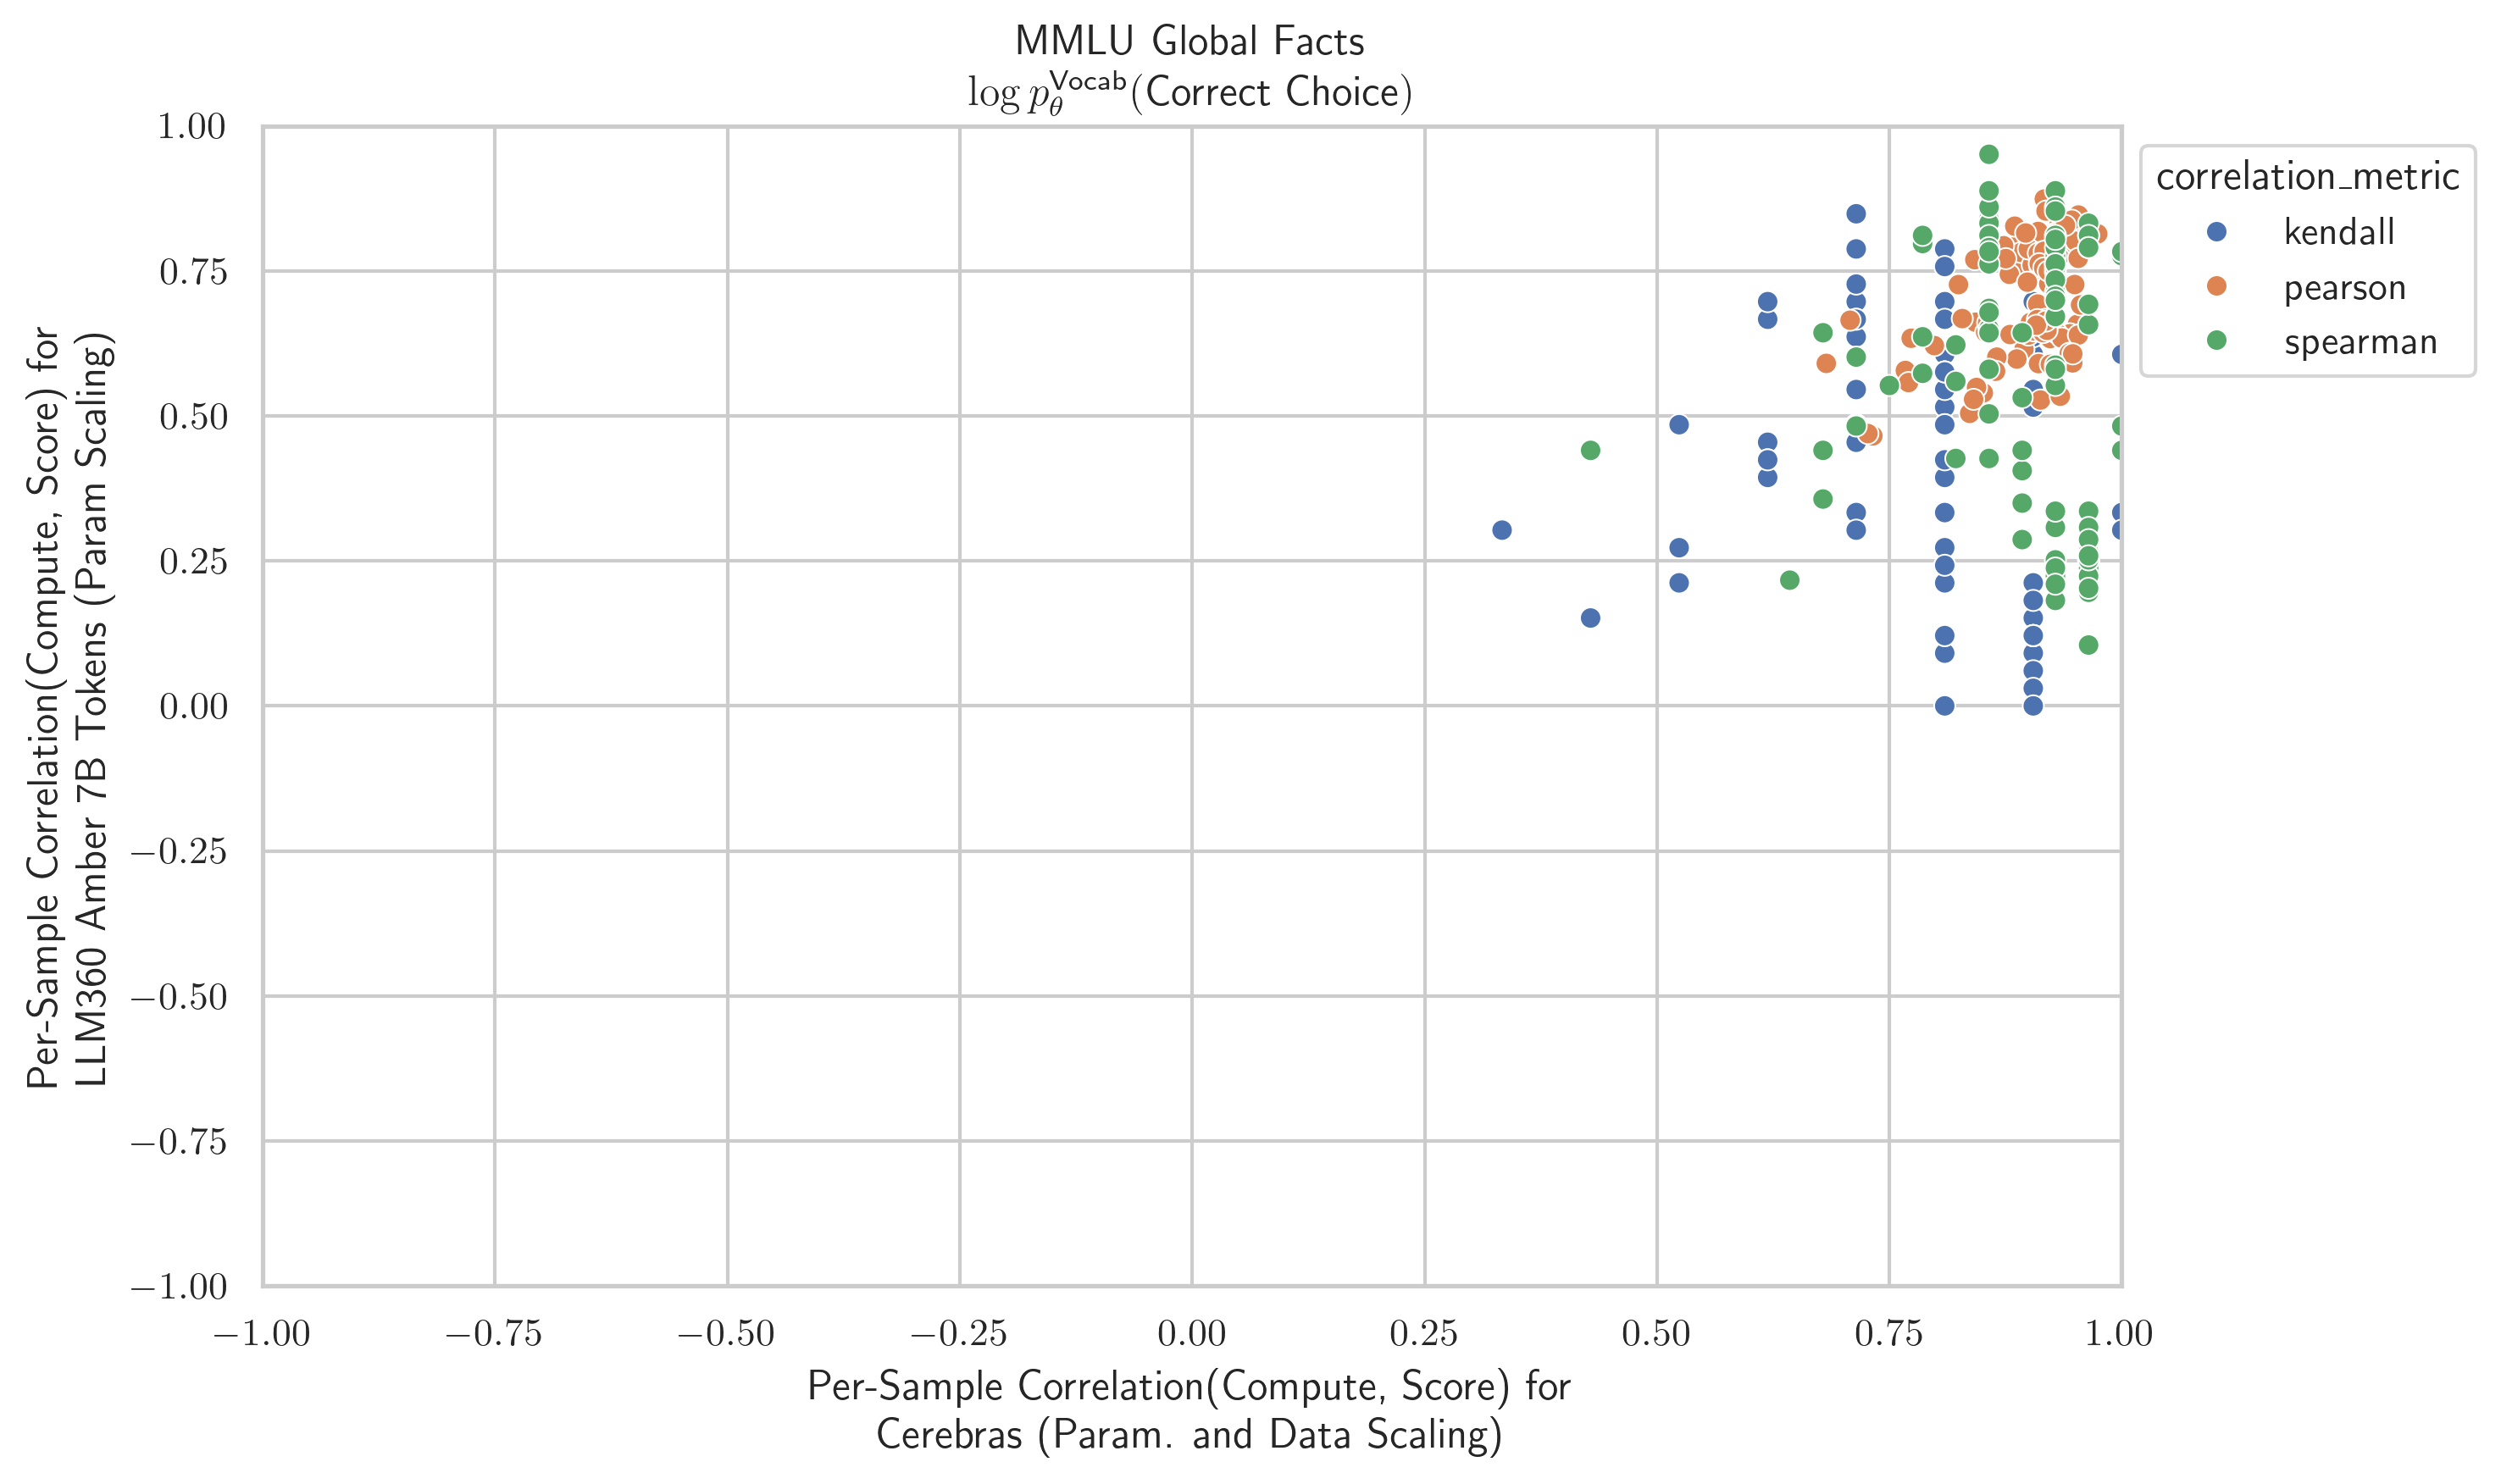 MMLU Global Facts
log p_θ^Vocab(Correct Choice)
Per-Sample Correlation(Compute, Score) for
LLM360 Amber 7B Tokens (Param Scaling)
1.00
0.75
0.50
0.25
0.00
−0.25
−0.50
−0.75
−1.00
−1.00 −0.75 −0.50 −0.25 0.00 0.25 0.50 0.75 1.00
Per-Sample Correlation(Compute, Score) for
Cerebras (Param. and Data Scaling)
correlation_metric
kendall
pearson
spearman